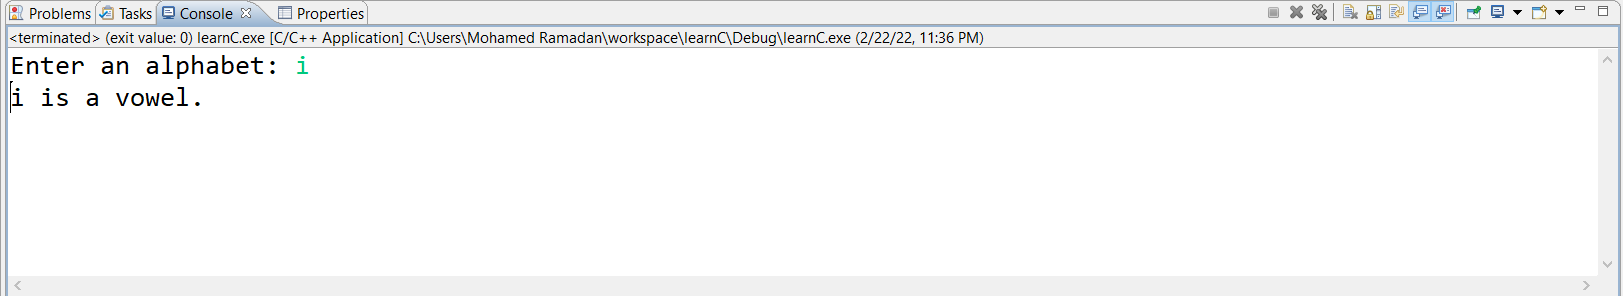 Problems Tasks Console Properties
<terminated> (exit value: 0) learnC.exe [C/C++ Application] C:\Users\Mohamed Ramadan\workspace\learnC\Debug\learnC.exe (2/22/22, 11:36 PM)
Enter an alphabet: i
i is a vowel.